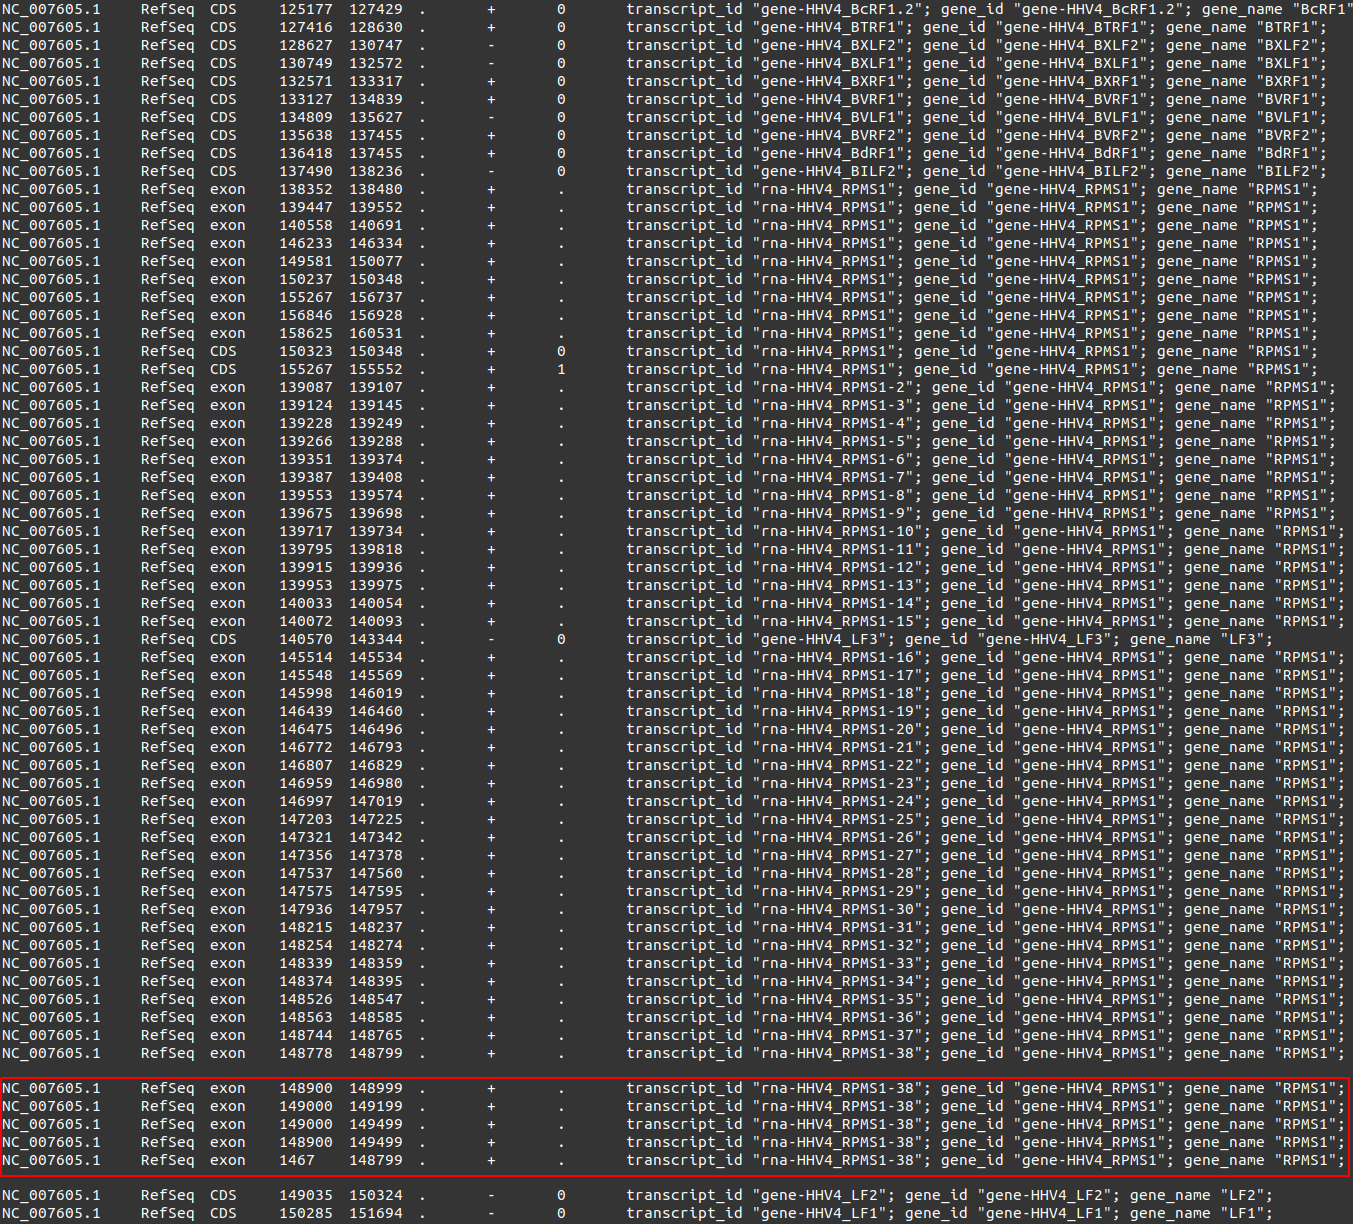 NC_007605.1 RefSeq CDS 125177 127429 . + 0 transcript_id "gene-HHV4_BcRF1.2"; gene_id "gene-HHV4_BcRF1.2"; gene_name "BcRF1"
NC_007605.1 RefSeq CDS 127416 128630 . + 0 transcript_id "gene-HHV4_BTRF1"; gene_id "gene-HHV4_BTRF1"; gene_name "BTRF1";
NC_007605.1 RefSeq CDS 128627 130747 . - 0 transcript_id "gene-HHV4_BXLF2"; gene_id "gene-HHV4_BXLF2"; gene_name "BXLF2";
NC_007605.1 RefSeq CDS 130749 132572 . - 0 transcript_id "gene-HHV4_BXLF1"; gene_id "gene-HHV4_BXLF1"; gene_name "BXLF1";
NC_007605.1 RefSeq CDS 132571 133317 . + 0 transcript_id "gene-HHV4_BXRF1"; gene_id "gene-HHV4_BXRF1"; gene_name "BXRF1";
NC_007605.1 RefSeq CDS 133127 134839 . + 0 transcript_id "gene-HHV4_BVRF1"; gene_id "gene-HHV4_BVRF1"; gene_name "BVRF1";
NC_007605.1 RefSeq CDS 134809 135627 . - 0 transcript_id "gene-HHV4_BVLF1"; gene_id "gene-HHV4_BVLF1"; gene_name "BVLF1";
NC_007605.1 RefSeq CDS 135638 137455 . + 0 transcript_id "gene-HHV4_BVRF2"; gene_id "gene-HHV4_BVRF2"; gene_name "BVRF2";
NC_007605.1 RefSeq CDS 136418 137455 . + 0 transcript_id "gene-HHV4_BdRF1"; gene_id "gene-HHV4_BdRF1"; gene_name "BdRF1";
NC_007605.1 RefSeq CDS 137490 138236 . - 0 transcript_id "gene-HHV4_BILF2"; gene_id "gene-HHV4_BILF2"; gene_name "BILF2";
NC_007605.1 RefSeq exon 138352 138480 . + . transcript_id "rna-HHV4_RPMS1"; gene_id "gene-HHV4_RPMS1"; gene_name "RPMS1";
NC_007605.1 RefSeq exon 139447 139552 . + . transcript_id "rna-HHV4_RPMS1"; gene_id "gene-HHV4_RPMS1"; gene_name "RPMS1";
NC_007605.1 RefSeq exon 140558 140691 . + . transcript_id "rna-HHV4_RPMS1"; gene_id "gene-HHV4_RPMS1"; gene_name "RPMS1";
NC_007605.1 RefSeq exon 146233 146334 . + . transcript_id "rna-HHV4_RPMS1"; gene_id "gene-HHV4_RPMS1"; gene_name "RPMS1";
NC_007605.1 RefSeq exon 149581 150077 . + . transcript_id "rna-HHV4_RPMS1"; gene_id "gene-HHV4_RPMS1"; gene_name "RPMS1";
NC_007605.1 RefSeq exon 150237 150348 . + . transcript_id "rna-HHV4_RPMS1"; gene_id "gene-HHV4_RPMS1"; gene_name "RPMS1";
NC_007605.1 RefSeq exon 155267 156737 . + . transcript_id "rna-HHV4_RPMS1"; gene_id "gene-HHV4_RPMS1"; gene_name "RPMS1";
NC_007605.1 RefSeq exon 156846 156928 . + . transcript_id "rna-HHV4_RPMS1"; gene_id "gene-HHV4_RPMS1"; gene_name "RPMS1";
NC_007605.1 RefSeq exon 158625 160531 . + . transcript_id "rna-HHV4_RPMS1"; gene_id "gene-HHV4_RPMS1"; gene_name "RPMS1";
NC_007605.1 RefSeq CDS 150323 150348 . + 0 transcript_id "rna-HHV4_RPMS1"; gene_id "gene-HHV4_RPMS1"; gene_name "RPMS1";
NC_007605.1 RefSeq CDS 155267 155552 . + 1 transcript_id "rna-HHV4_RPMS1"; gene_id "gene-HHV4_RPMS1"; gene_name "RPMS1";
NC_007605.1 RefSeq exon 139087 139107 . + . transcript_id "rna-HHV4_RPMS1-2"; gene_id "gene-HHV4_RPMS1"; gene_name "RPMS1";
NC_007605.1 RefSeq exon 139124 139145 . + . transcript_id "rna-HHV4_RPMS1-3"; gene_id "gene-HHV4_RPMS1"; gene_name "RPMS1";
NC_007605.1 RefSeq exon 139228 139249 . + . transcript_id "rna-HHV4_RPMS1-4"; gene_id "gene-HHV4_RPMS1"; gene_name "RPMS1";
NC_007605.1 RefSeq exon 139266 139288 . + . transcript_id "rna-HHV4_RPMS1-5"; gene_id "gene-HHV4_RPMS1"; gene_name "RPMS1";
NC_007605.1 RefSeq exon 139351 139374 . + . transcript_id "rna-HHV4_RPMS1-6"; gene_id "gene-HHV4_RPMS1"; gene_name "RPMS1";
NC_007605.1 RefSeq exon 139387 139408 . + . transcript_id "rna-HHV4_RPMS1-7"; gene_id "gene-HHV4_RPMS1"; gene_name "RPMS1";
NC_007605.1 RefSeq exon 139553 139574 . + . transcript_id "rna-HHV4_RPMS1-8"; gene_id "gene-HHV4_RPMS1"; gene_name "RPMS1";
NC_007605.1 RefSeq exon 139675 139698 . + . transcript_id "rna-HHV4_RPMS1-9"; gene_id "gene-HHV4_RPMS1"; gene_name "RPMS1";
NC_007605.1 RefSeq exon 139717 139734 . + . transcript_id "rna-HHV4_RPMS1-10"; gene_id "gene-HHV4_RPMS1"; gene_name "RPMS1";
NC_007605.1 RefSeq exon 139795 139818 . + . transcript_id "rna-HHV4_RPMS1-11"; gene_id "gene-HHV4_RPMS1"; gene_name "RPMS1";
NC_007605.1 RefSeq exon 139915 139936 . + . transcript_id "rna-HHV4_RPMS1-12"; gene_id "gene-HHV4_RPMS1"; gene_name "RPMS1";
NC_007605.1 RefSeq exon 139953 139975 . + . transcript_id "rna-HHV4_RPMS1-13"; gene_id "gene-HHV4_RPMS1"; gene_name "RPMS1";
NC_007605.1 RefSeq exon 140033 140054 . + . transcript_id "rna-HHV4_RPMS1-14"; gene_id "gene-HHV4_RPMS1"; gene_name "RPMS1";
NC_007605.1 RefSeq exon 140072 140093 . + . transcript_id "rna-HHV4_RPMS1-15"; gene_id "gene-HHV4_RPMS1"; gene_name "RPMS1";
NC_007605.1 RefSeq CDS 140570 143344 . - 0 transcript_id "gene-HHV4_LF3"; gene_id "gene-HHV4_LF3"; gene_name "LF3";
NC_007605.1 RefSeq exon 145514 145534 . + . transcript_id "rna-HHV4_RPMS1-16"; gene_id "gene-HHV4_RPMS1"; gene_name "RPMS1";
NC_007605.1 RefSeq exon 145548 145569 . + . transcript_id "rna-HHV4_RPMS1-17"; gene_id "gene-HHV4_RPMS1"; gene_name "RPMS1";
NC_007605.1 RefSeq exon 145998 146019 . + . transcript_id "rna-HHV4_RPMS1-18"; gene_id "gene-HHV4_RPMS1"; gene_name "RPMS1";
NC_007605.1 RefSeq exon 146439 146460 . + . transcript_id "rna-HHV4_RPMS1-19"; gene_id "gene-HHV4_RPMS1"; gene_name "RPMS1";
NC_007605.1 RefSeq exon 146475 146496 . + . transcript_id "rna-HHV4_RPMS1-20"; gene_id "gene-HHV4_RPMS1"; gene_name "RPMS1";
NC_007605.1 RefSeq exon 146772 146793 . + . transcript_id "rna-HHV4_RPMS1-21"; gene_id "gene-HHV4_RPMS1"; gene_name "RPMS1";
NC_007605.1 RefSeq exon 146807 146829 . + . transcript_id "rna-HHV4_RPMS1-22"; gene_id "gene-HHV4_RPMS1"; gene_name "RPMS1";
NC_007605.1 RefSeq exon 146959 146980 . + . transcript_id "rna-HHV4_RPMS1-23"; gene_id "gene-HHV4_RPMS1"; gene_name "RPMS1";
NC_007605.1 RefSeq exon 146997 147019 . + . transcript_id "rna-HHV4_RPMS1-24"; gene_id "gene-HHV4_RPMS1"; gene_name "RPMS1";
NC_007605.1 RefSeq exon 147203 147225 . + . transcript_id "rna-HHV4_RPMS1-25"; gene_id "gene-HHV4_RPMS1"; gene_name "RPMS1";
NC_007605.1 RefSeq exon 147321 147342 . + . transcript_id "rna-HHV4_RPMS1-26"; gene_id "gene-HHV4_RPMS1"; gene_name "RPMS1";
NC_007605.1 RefSeq exon 147356 147378 . + . transcript_id "rna-HHV4_RPMS1-27"; gene_id "gene-HHV4_RPMS1"; gene_name "RPMS1";
NC_007605.1 RefSeq exon 147537 147560 . + . transcript_id "rna-HHV4_RPMS1-28"; gene_id "gene-HHV4_RPMS1"; gene_name "RPMS1";
NC_007605.1 RefSeq exon 147575 147595 . + . transcript_id "rna-HHV4_RPMS1-29"; gene_id "gene-HHV4_RPMS1"; gene_name "RPMS1";
NC_007605.1 RefSeq exon 147936 147957 . + . transcript_id "rna-HHV4_RPMS1-30"; gene_id "gene-HHV4_RPMS1"; gene_name "RPMS1";
NC_007605.1 RefSeq exon 148215 148237 . + . transcript_id "rna-HHV4_RPMS1-31"; gene_id "gene-HHV4_RPMS1"; gene_name "RPMS1";
NC_007605.1 RefSeq exon 148254 148274 . + . transcript_id "rna-HHV4_RPMS1-32"; gene_id "gene-HHV4_RPMS1"; gene_name "RPMS1";
NC_007605.1 RefSeq exon 148339 148359 . + . transcript_id "rna-HHV4_RPMS1-33"; gene_id "gene-HHV4_RPMS1"; gene_name "RPMS1";
NC_007605.1 RefSeq exon 148374 148395 . + . transcript_id "rna-HHV4_RPMS1-34"; gene_id "gene-HHV4_RPMS1"; gene_name "RPMS1";
NC_007605.1 RefSeq exon 148526 148547 . + . transcript_id "rna-HHV4_RPMS1-35"; gene_id "gene-HHV4_RPMS1"; gene_name "RPMS1";
NC_007605.1 RefSeq exon 148563 148585 . + . transcript_id "rna-HHV4_RPMS1-36"; gene_id "gene-HHV4_RPMS1"; gene_name "RPMS1";
NC_007605.1 RefSeq exon 148744 148765 . + . transcript_id "rna-HHV4_RPMS1-37"; gene_id "gene-HHV4_RPMS1"; gene_name "RPMS1";
NC_007605.1 RefSeq exon 148778 148799 . + . transcript_id "rna-HHV4_RPMS1-38"; gene_id "gene-HHV4_RPMS1"; gene_name "RPMS1";
NC_007605.1 RefSeq exon 148900 148999 . + . transcript_id "rna-HHV4_RPMS1-38"; gene_id "gene-HHV4_RPMS1"; gene_name "RPMS1";
NC_007605.1 RefSeq exon 149000 149199 . + . transcript_id "rna-HHV4_RPMS1-38"; gene_id "gene-HHV4_RPMS1"; gene_name "RPMS1";
NC_007605.1 RefSeq exon 149000 149499 . + . transcript_id "rna-HHV4_RPMS1-38"; gene_id "gene-HHV4_RPMS1"; gene_name "RPMS1";
NC_007605.1 RefSeq exon 148900 149499 . + . transcript_id "rna-HHV4_RPMS1-38"; gene_id "gene-HHV4_RPMS1"; gene_name "RPMS1";
NC_007605.1 RefSeq exon 1467 148799 . + . transcript_id "rna-HHV4_RPMS1-38"; gene_id "gene-HHV4_RPMS1"; gene_name "RPMS1";
NC_007605.1 RefSeq CDS 149035 150324 . - 0 transcript_id "gene-HHV4_LF2"; gene_id "gene-HHV4_LF2"; gene_name "LF2";
NC_007605.1 RefSeq CDS 150285 151694 . - 0 transcript_id "gene-HHV4_LF1"; gene_id "gene-HHV4_LF1"; gene_name "LF1";